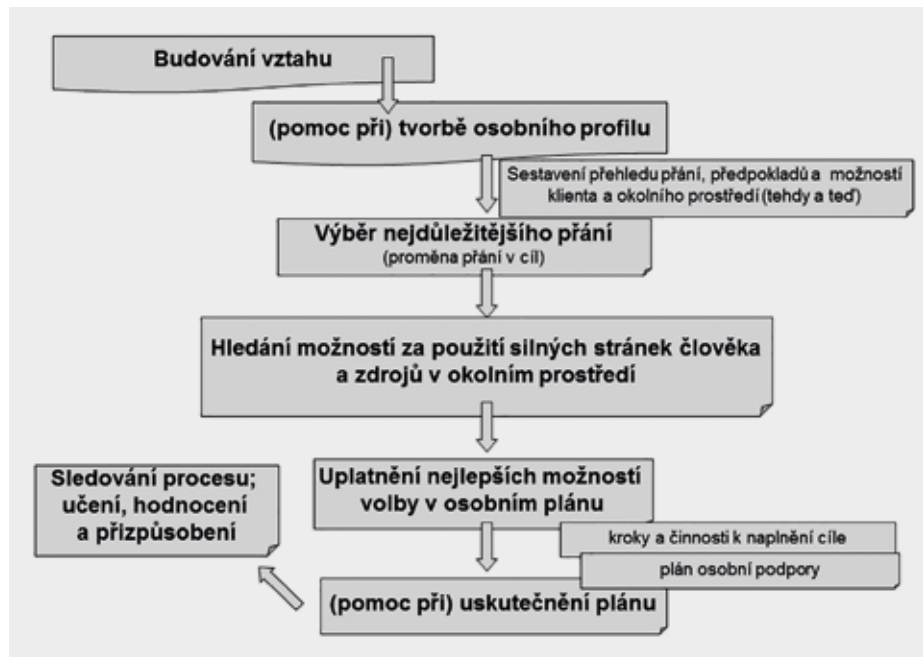 Budování vztahu
(pomoc při) tvorbě osobního profilu
Sestavení přehledu přání, předpokladů a možností
klienta a okolního prostředí (tehdy a teď)
Výběr nejdůležitějšího přání
(proměna přání v cíl)
Hledání možností za použití silných stránek člověka
a zdrojů v okolním prostředí
Uplatnění nejlepších možností
volby v osobním plánu
kroky a činnosti k naplnění cíle
plán osobní podpory
(pomoc při) uskutečnění plánu
Sledování procesu;
učení, hodnocení
a přizpůsobení